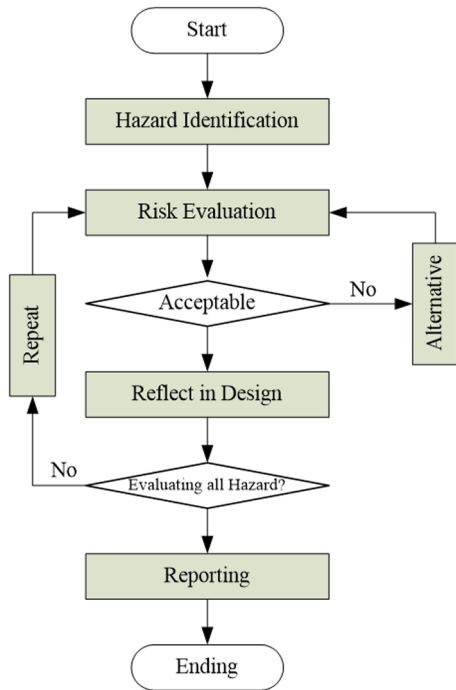 Start
Hazard Identification
Risk Evaluation
Acceptable
No
Alternative
Repeat
Reflect in Design
No
Evaluating all Hazard?
Reporting
Ending